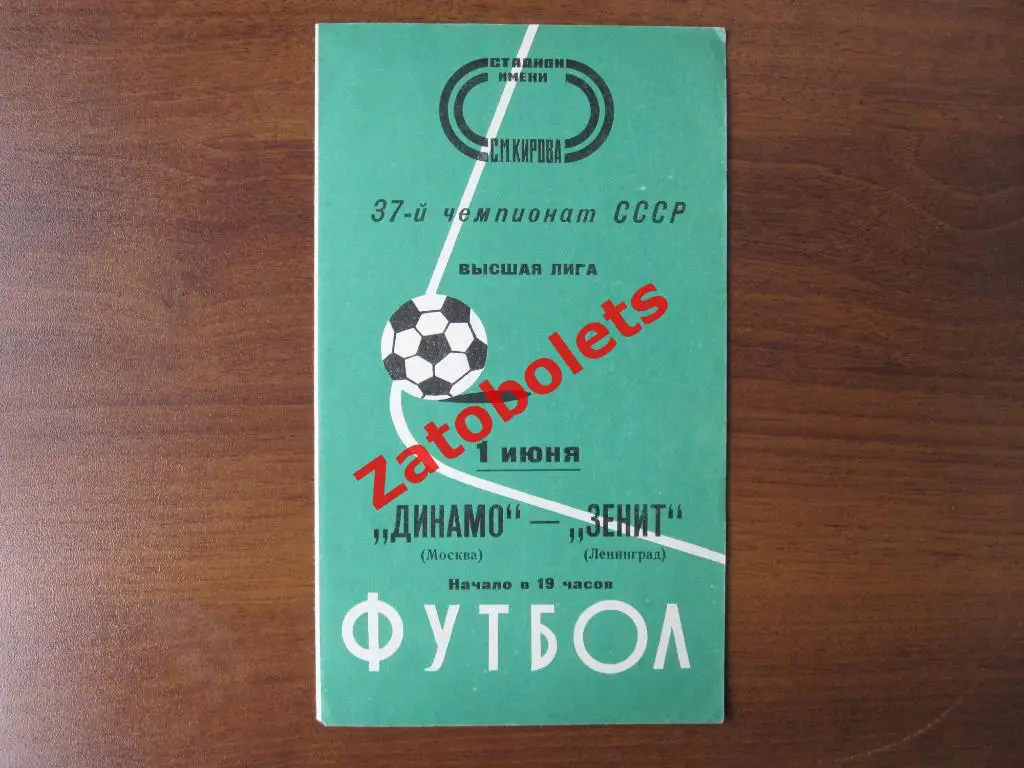 СТАДИОН
ИМЕНИ
С.М.КИРОВА
37-й чемпионат СССР
ВЫСШАЯ ЛИГА
Zatobolets
1 ИЮНЯ
„ДИНАМО“ — „ЗЕНИТ“
(Москва) (Ленинград)
Начало в 19 часов
ФУТБОЛ